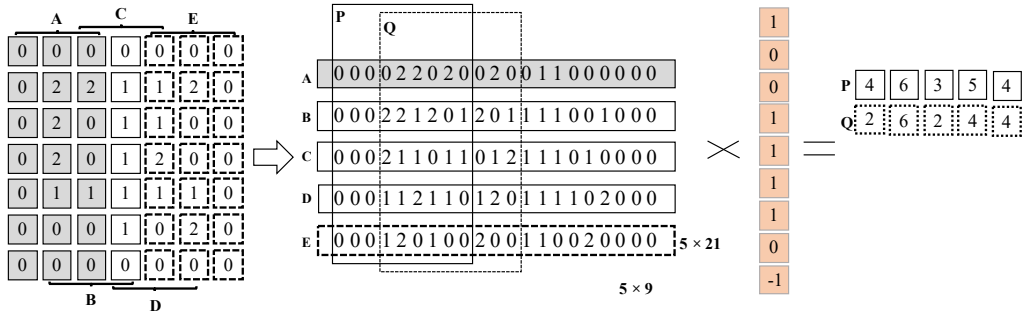 A C E
0 0 0 0 0 0 0
0 2 2 1 1 2 0
0 2 0 1 1 0 0
0 2 0 1 2 0 0
0 1 1 1 1 1 0
0 0 0 1 0 2 0
0 0 0 0 0 0 0
B D
P
Q
A 0 0 0 0 2 2 0 2 0 0 2 0 0 1 1 0 0 0 0 0 0
B 0 0 0 2 2 1 2 0 1 2 0 1 1 1 1 0 0 1 0 0 0
C 0 0 0 2 1 1 0 1 1 0 1 2 1 1 1 0 1 0 0 0 0
D 0 0 0 1 1 2 1 1 0 1 2 0 1 1 1 1 0 2 0 0 0
E 0 0 0 1 2 0 1 0 0 2 0 0 1 1 0 0 2 0 0 0 0
5 × 21
5 × 9
×
1
0
0
1
1
1
1
0
-1
=
P 4 6 3 5 4
Q 2 6 2 4 4